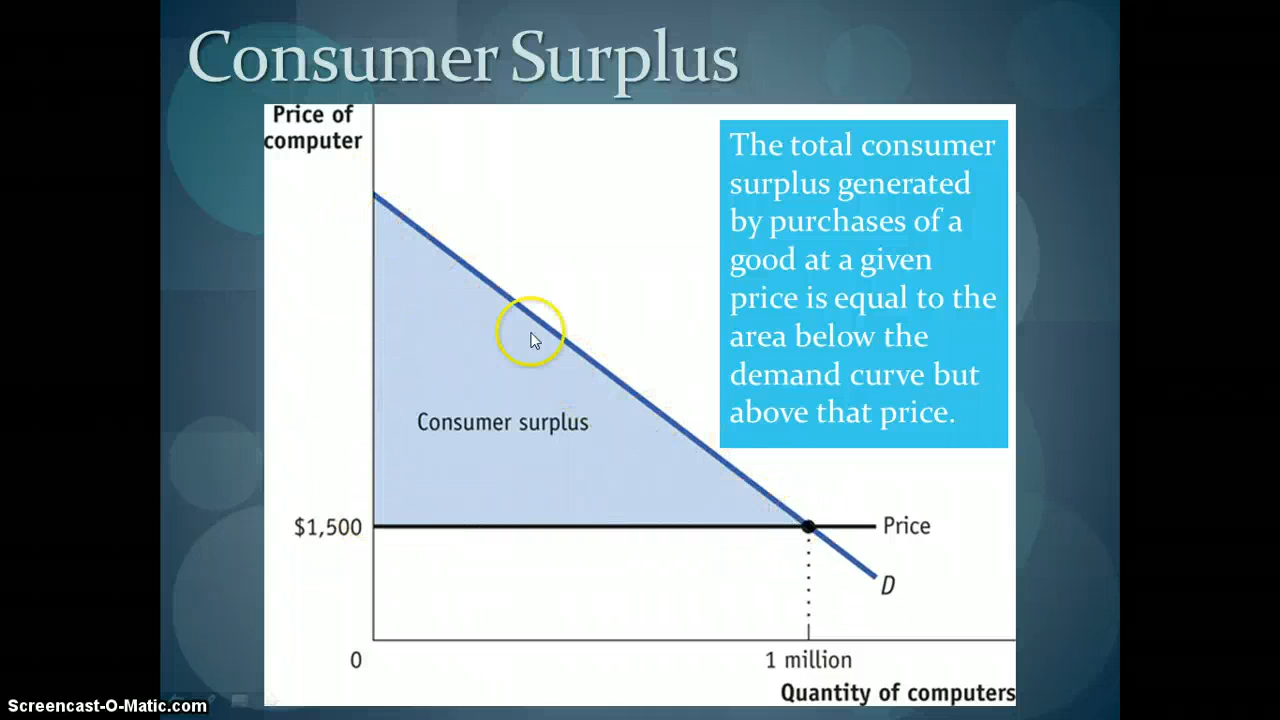 Consumer Surplus
Price of
computer
The total consumer
surplus generated
by purchases of a
good at a given
price is equal to the
area below the
demand curve but
above that price.
Consumer surplus
$1,500
Price
D
0
1 million
Quantity of computers
Screencast-O-Matic.com